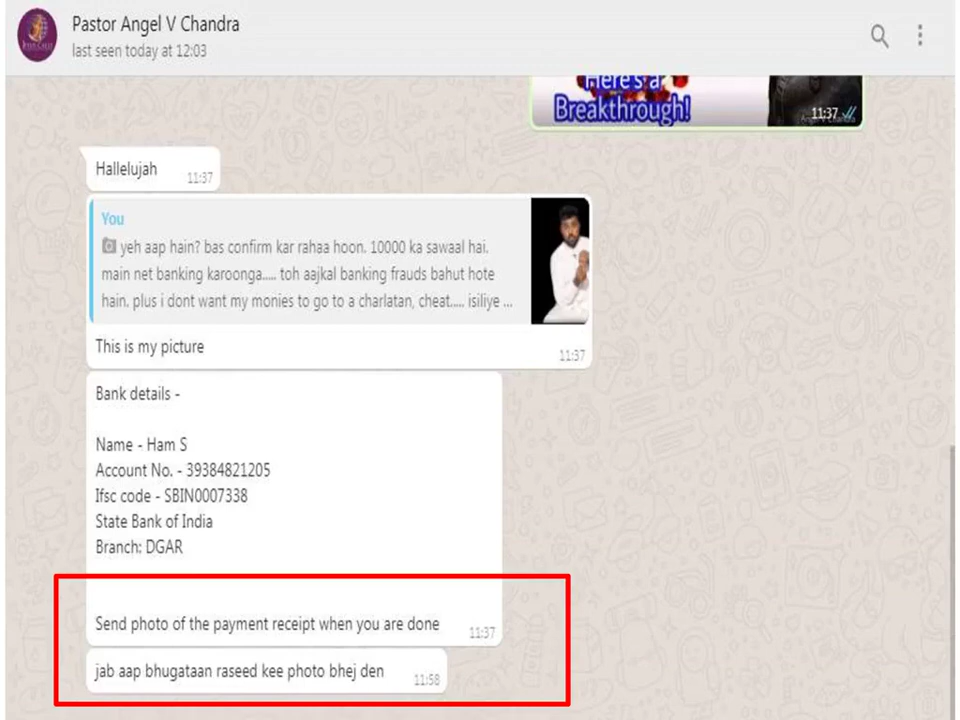 Pastor Angel V Chandra
last seen today at 12:03
Here's a
Breakthrough!
11:37
Hallelujah
11:37
You
yeh aap hain? bas confirm kar rahaa hoon. 10000 ka sawaal hai.
main net banking karoonga..... toh aajkal banking frauds bahut hote
hain. plus i dont want my monies to go to a charlatan, cheat..... isiliye ...
This is my picture
11:37
Bank details -
Name - Ham S
Account No. - 39384821205
Ifsc code - SBIN0007338
State Bank of India
Branch: DGAR
Send photo of the payment receipt when you are done
11:37
jab aap bhugataan raseed kee photo bhej den
11:58